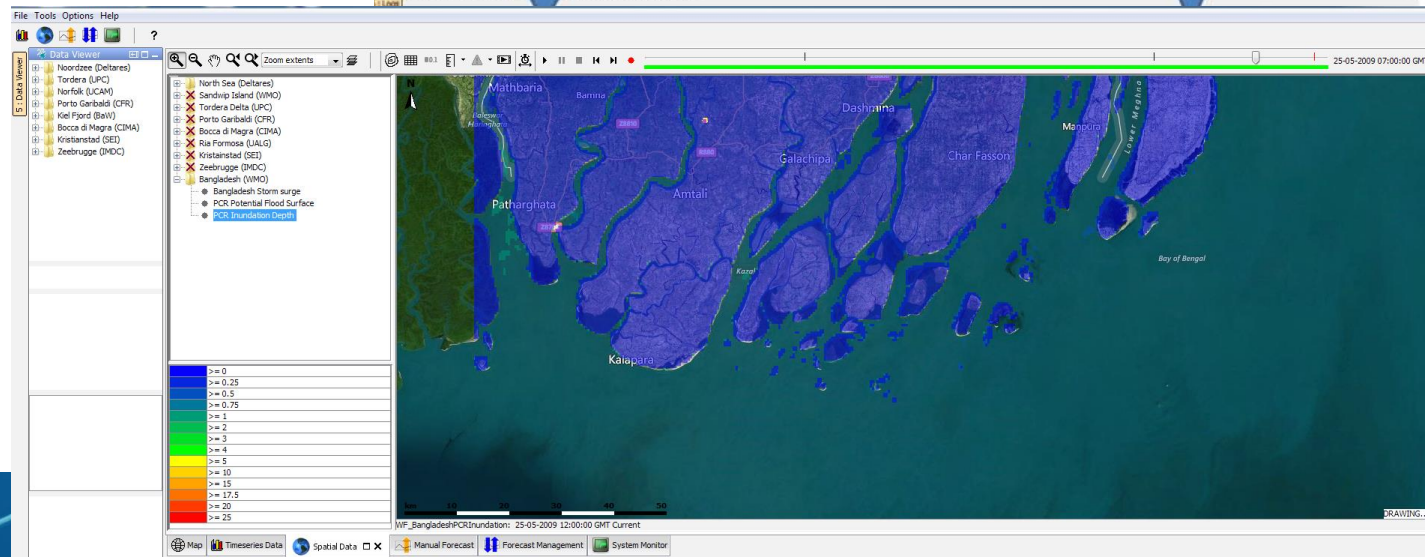 File Tools Options Help
?
S : Data Viewer
Data Viewer
Noordzee (Deltares)
Tordera (UPC)
Norfolk (UCAM)
Porto Garibaldi (CFR)
Kiel Fjord (BaW)
Bocca di Magra (CIMA)
Kristianstad (SEI)
Zeebrugge (IMDC)
Zoom extents
25-05-2009 07:00:00 GMT
North Sea (Deltares)
Sandwip Island (WMO)
Tordera Delta (UPC)
Porto Garibaldi (CFR)
Bocca di Magra (CIMA)
Ria Formosa (UALG)
Kristainstad (SEI)
Zeebrugge (IMDC)
Bangladesh (WMO)
Bangladesh Storm surge
PCR Potential Flood Surface
PCR Inundation Depth
>= 0
>= 0.25
>= 0.5
>= 0.75
>= 1
>= 2
>= 3
>= 4
>= 5
>= 10
>= 15
>= 17.5
>= 20
>= 25
N
Mathbaria
Bamna
Dashmina
Manpura
Lower Meghna
Galachipa
Char Fasson
Amtali
Patharghata
Bay of Bengal
Kazal
Kalapara
km 10 20 30 40 50
DRAWING..
WF_BangladeshPCRInundation: 25-05-2009 12:00:00 GMT Current
Map
Timeseries Data
Spatial Data
Manual Forecast
Forecast Management
System Monitor